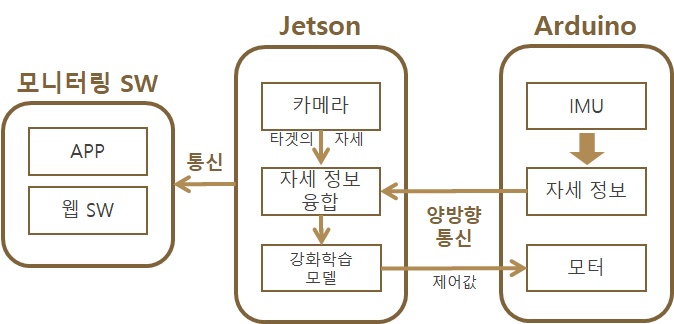 Jetson
Arduino
모니터링 SW
카메라
IMU
APP
타겟의 자세
통신
자세 정보
융합
자세 정보
웹 SW
양방향
통신
강화학습
모델
모터
제어값